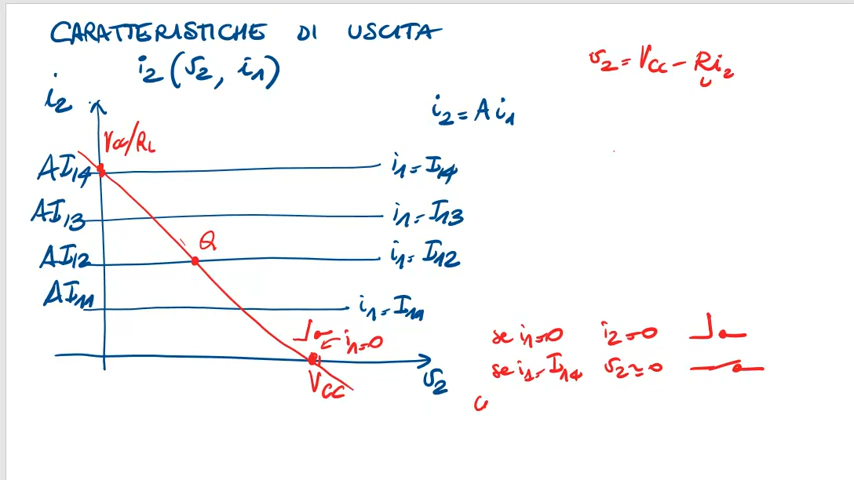 CARATTERISTICHE DI USCITA
i2 (v2, i1)
v2 = VCC - RL i2
i2
i2 = A i1
VCC/RL
AI14 i1 = I14
AI13 i1 = I13
Q
AI12 i1 = I12
AI11 i1 = I11
i1=0
VCC
v2
se i1=0 i2=0
se i1=I14 v2≃0